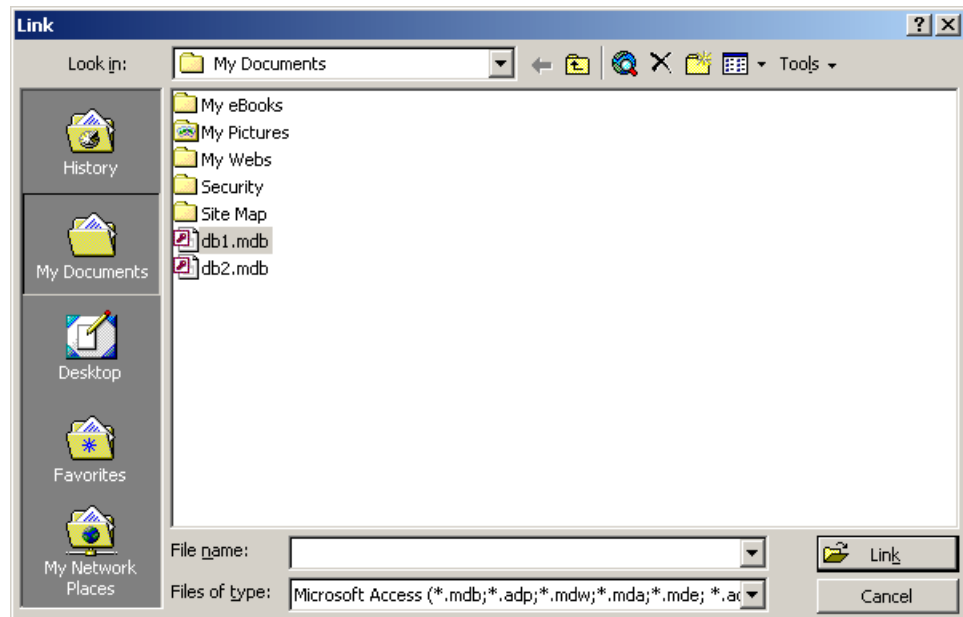 Link
Look in:
My Documents
Tools
History
My Documents
Desktop
Favorites
My Network
Places
My eBooks
My Pictures
My Webs
Security
Site Map
db1.mdb
db2.mdb
File name:
Link
Files of type:
Microsoft Access (*.mdb;*.adp;*.mdw;*.mda;*.mde; *.ac
Cancel